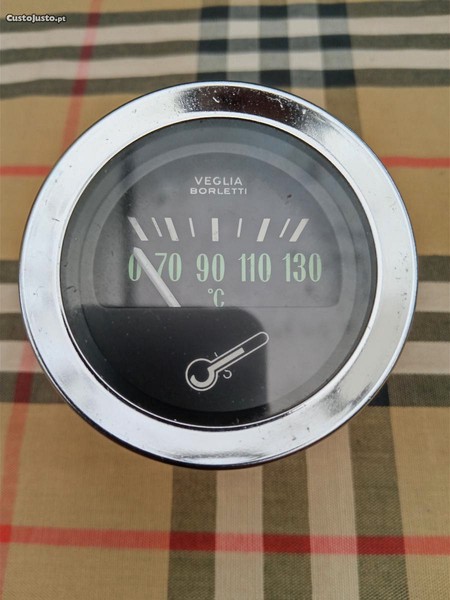 CustoJusto.pt
VEGLIA
BORLETTI
0 70 90 110 130
°C